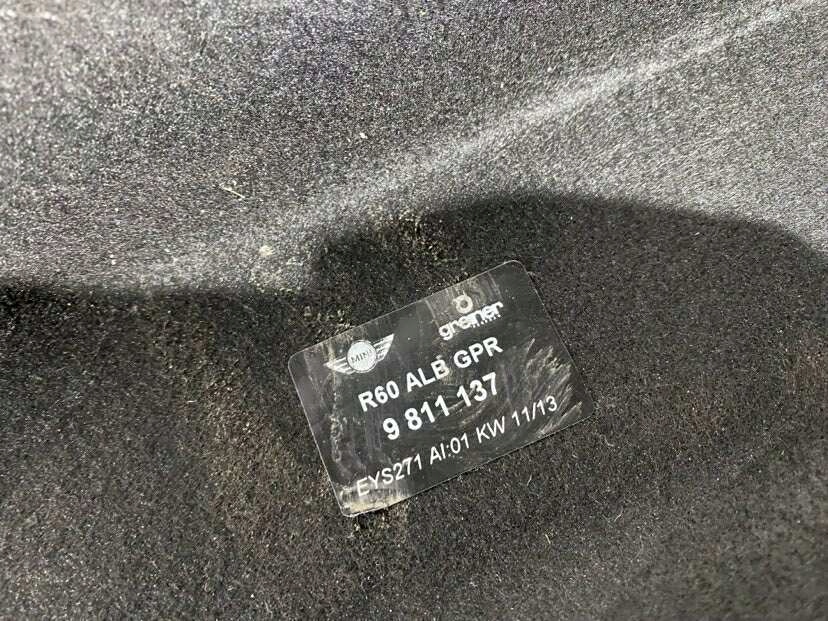 MINI
greiner
R60 ALB GPR
9 811 137
EYS271 AI:01 KW 11/13